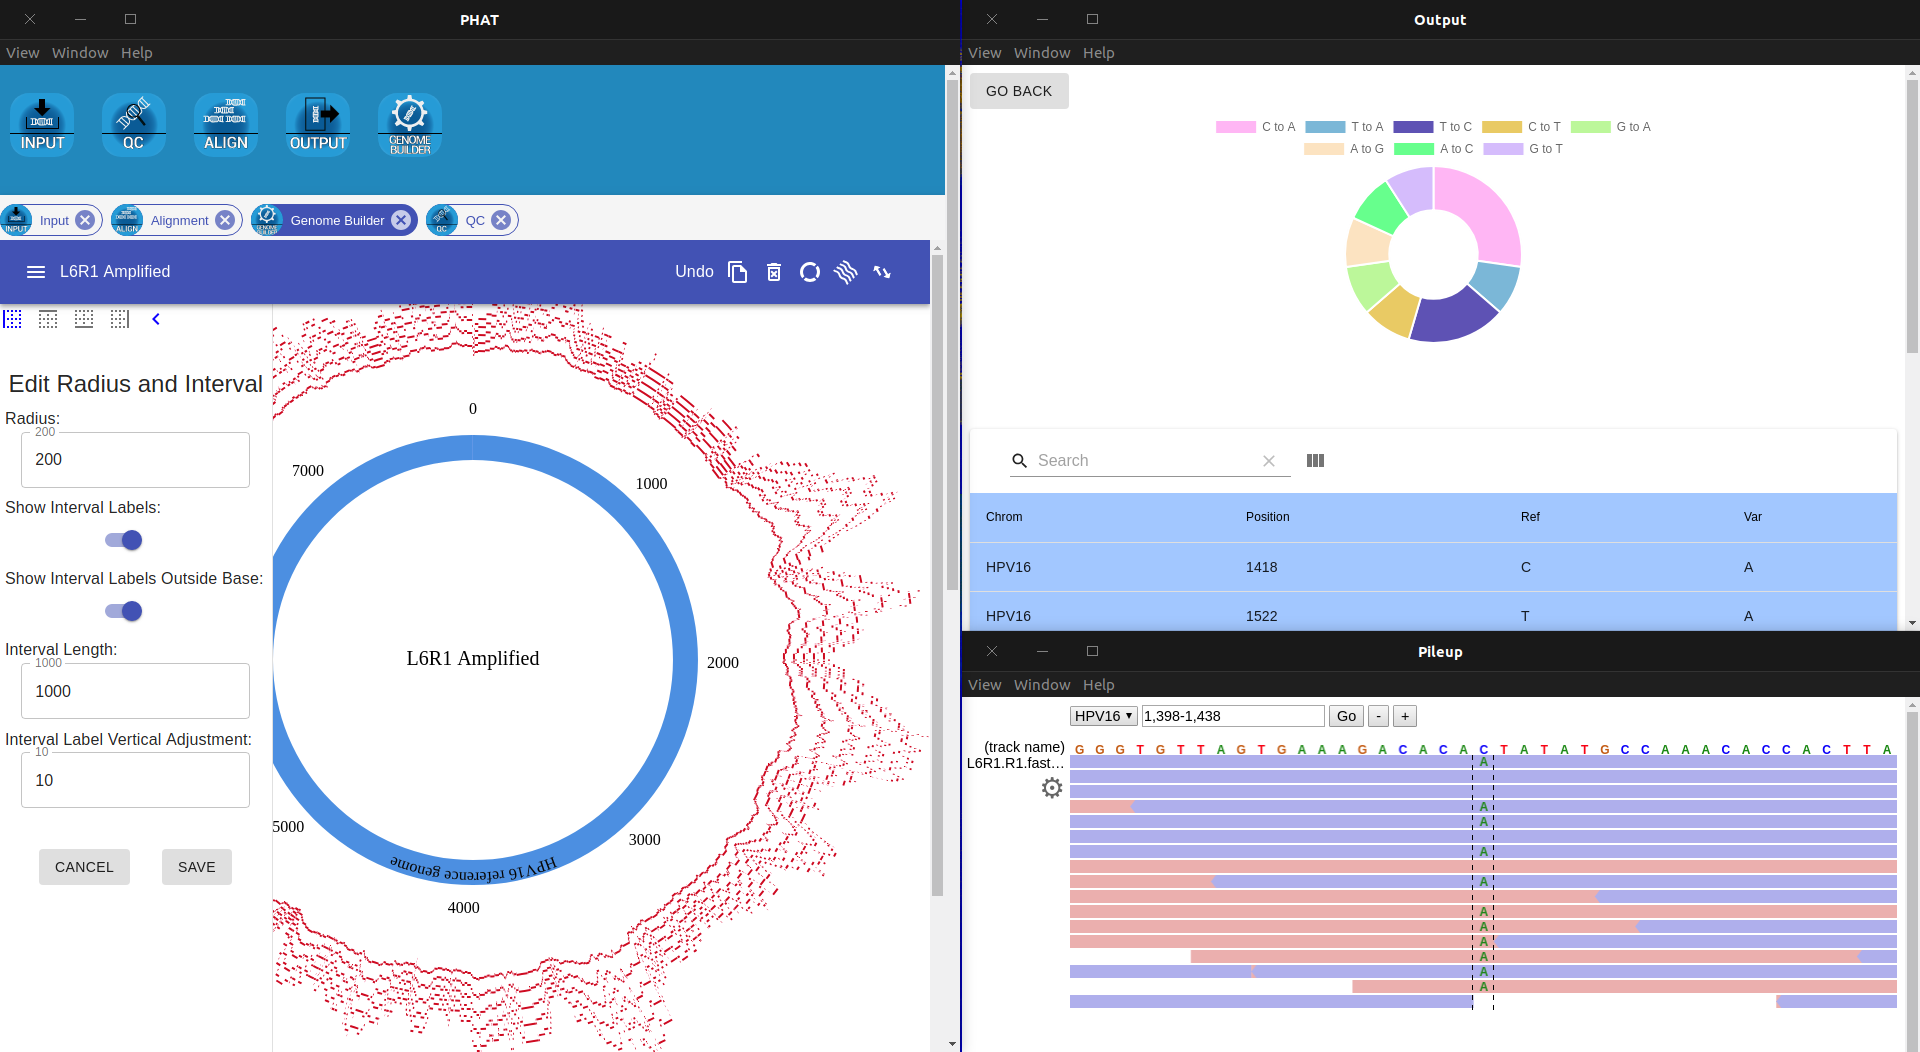 PHAT
View Window Help
INPUT
QC
ALIGN
OUTPUT
GENOME
BUILDER
INPUT
Input
ALIGN
Alignment
Genome Builder
QC
QC
L6R1 Amplified
Undo
Edit Radius and Interval
Radius:
200
200
Show Interval Labels:
Show Interval Labels Outside Base:
Interval Length:
1000
1000
Interval Label Vertical Adjustment:
10
10
CANCEL
SAVE
0
1000
2000
3000
4000
5000
7000
L6R1 Amplified
HPV16 reference genome
Output
View Window Help
GO BACK
C to A T to A T to C C to T G to A
A to G A to C G to T
Search
Chrom Position Ref Var
HPV16 1418 C A
HPV16 1522 T A
Pileup
View Window Help
HPV16 1,398-1,438 Go - +
(track name) G G G T G T T A G T G A A A G A C A C A C T A T A T G C C A A A C A C C A C T T A
L6R1.R1.fast… A
A
A
A
A
A
A
A
A
A
A